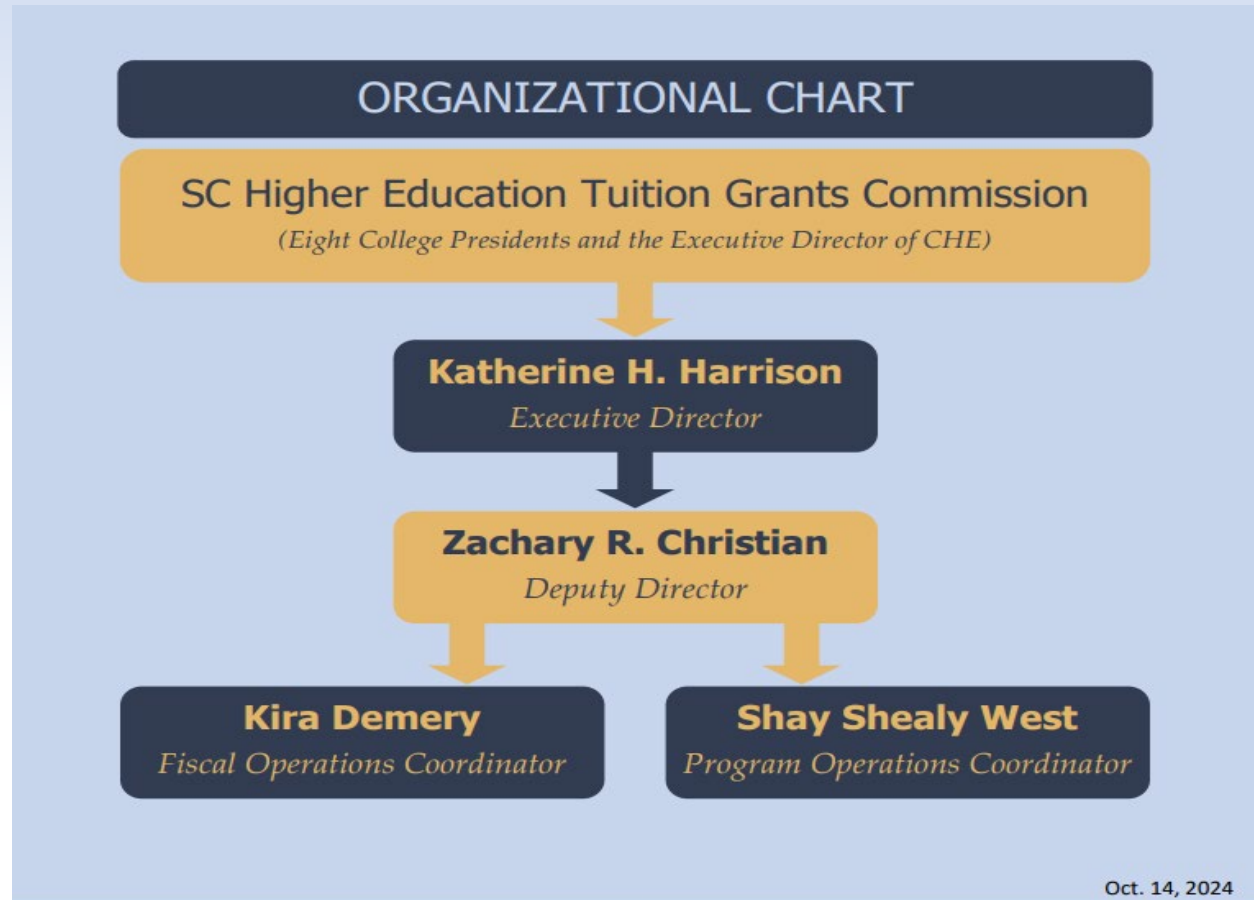 ORGANIZATIONAL CHART
SC Higher Education Tuition Grants Commission
(Eight College Presidents and the Executive Director of CHE)
Katherine H. Harrison
Executive Director
Zachary R. Christian
Deputy Director
Kira Demery
Fiscal Operations Coordinator
Shay Shealy West
Program Operations Coordinator
Oct. 14, 2024